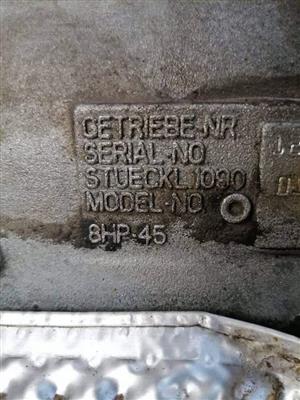 GETRIEBE-NR
SERIAL-NO
STUECKL 1090
MODEL-NO
8HP-45